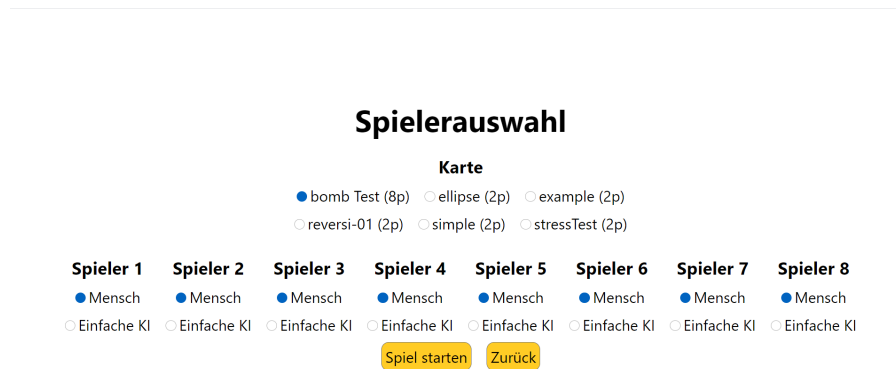 Spielerauswahl
Karte
bomb Test (8p) ellipse (2p) example (2p)
reversi-01 (2p) simple (2p) stressTest (2p)
Spieler 1 Spieler 2 Spieler 3 Spieler 4 Spieler 5 Spieler 6 Spieler 7 Spieler 8
Mensch Mensch Mensch Mensch Mensch Mensch Mensch Mensch
Einfache KI Einfache KI Einfache KI Einfache KI Einfache KI Einfache KI Einfache KI Einfache KI
Spiel starten Zurück